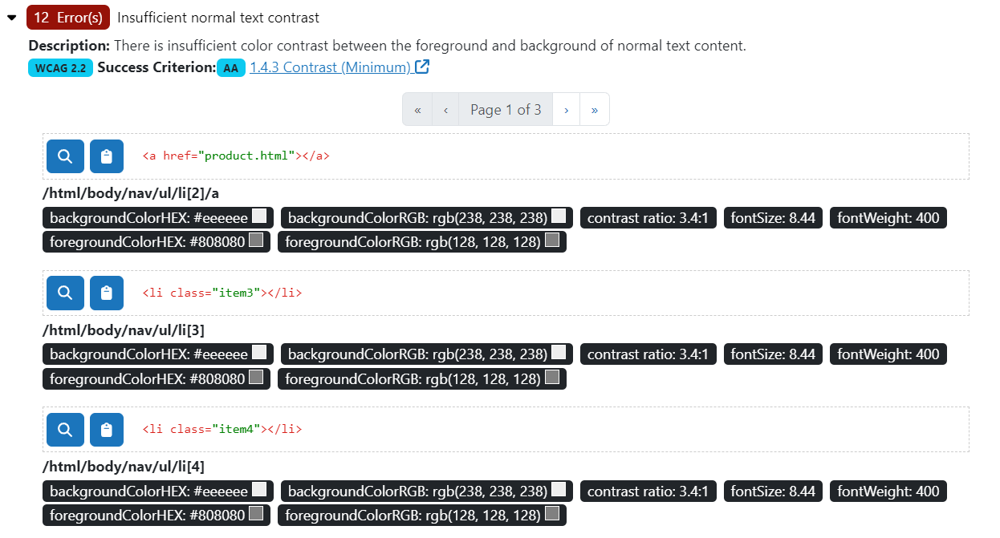 12 Error(s) Insufficient normal text contrast
Description: There is insufficient color contrast between the foreground and background of normal text content.
WCAG 2.2 Success Criterion: AA 1.4.3 Contrast (Minimum)
« ‹ Page 1 of 3 › »
<a href="product.html"></a>
/html/body/nav/ul/li[2]/a
backgroundColorHEX: #eeeeee backgroundColorRGB: rgb(238, 238, 238) contrast ratio: 3.4:1 fontSize: 8.44 fontWeight: 400
foregroundColorHEX: #808080 foregroundColorRGB: rgb(128, 128, 128)
<li class="item3"></li>
/html/body/nav/ul/li[3]
backgroundColorHEX: #eeeeee backgroundColorRGB: rgb(238, 238, 238) contrast ratio: 3.4:1 fontSize: 8.44 fontWeight: 400
foregroundColorHEX: #808080 foregroundColorRGB: rgb(128, 128, 128)
<li class="item4"></li>
/html/body/nav/ul/li[4]
backgroundColorHEX: #eeeeee backgroundColorRGB: rgb(238, 238, 238) contrast ratio: 3.4:1 fontSize: 8.44 fontWeight: 400
foregroundColorHEX: #808080 foregroundColorRGB: rgb(128, 128, 128)